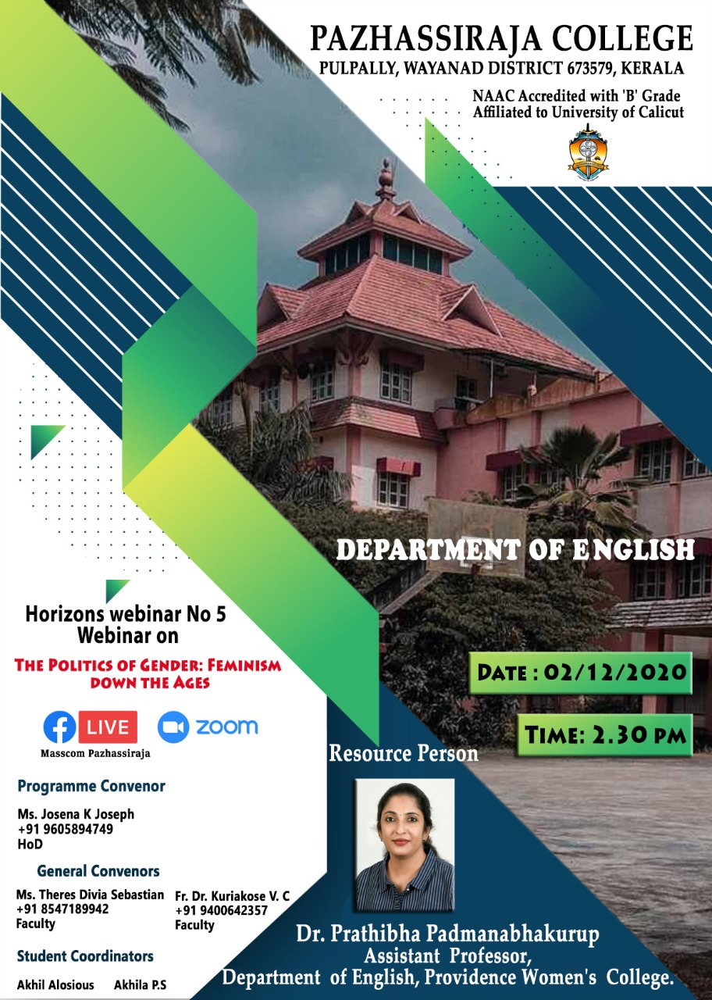 PAZHASSIRAJA COLLEGE
PULPALLY, WAYANAD DISTRICT 673579, KERALA
NAAC Accredited with 'B' Grade
Affiliated to University of Calicut
DEPARTMENT OF ENGLISH
Horizons webinar No 5
Webinar on
The Politics of Gender: Feminism
down the Ages
LIVE
zoom
Masscom Pazhassiraja
Date : 02/12/2020
Time: 2.30 pm
Resource Person
Dr. Prathibha Padmanabhakurup
Assistant Professor,
Department of English, Providence Women's College.
Programme Convenor
Ms. Josena K Joseph
+91 9605894749
HoD
General Convenors
Ms. Theres Divia Sebastian
+91 8547189942
Faculty
Fr. Dr. Kuriakose V. C
+91 9400642357
Faculty
Student Coordinators
Akhil Alosious
Akhila P.S